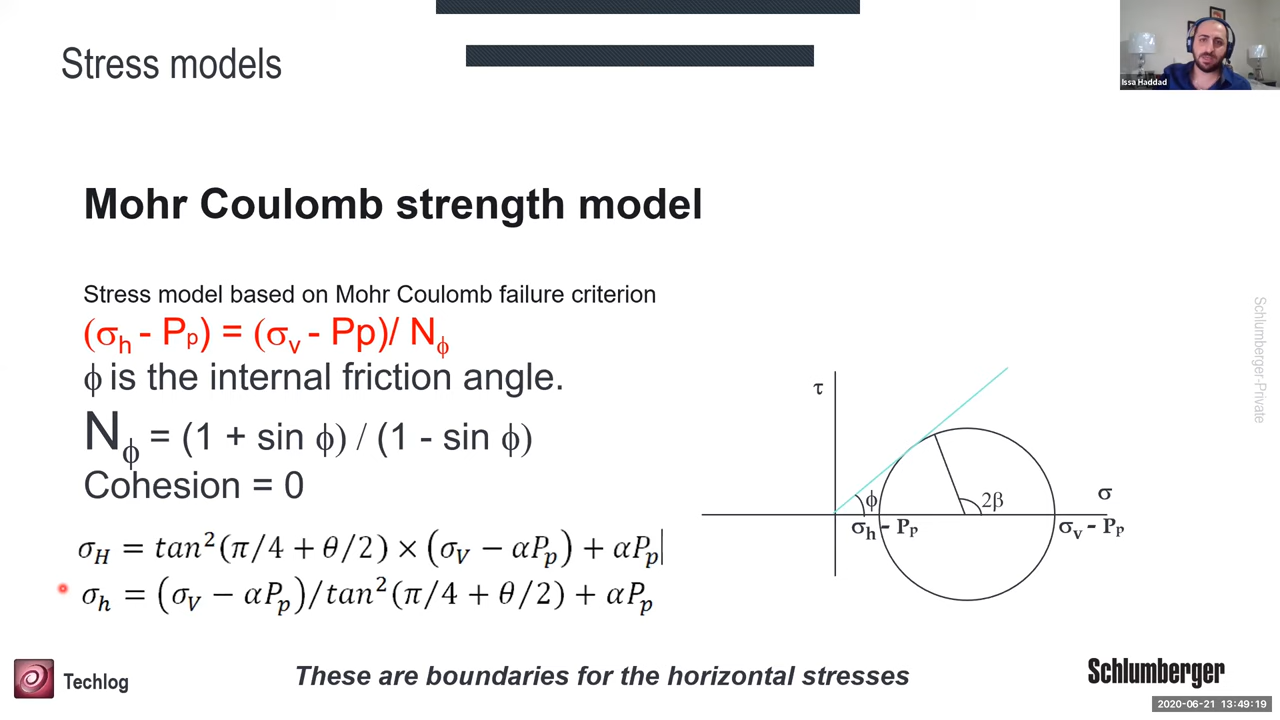 Stress models
Issa Haddad
Mohr Coulomb strength model
Stress model based on Mohr Coulomb failure criterion
(σh - Pp) = (σv - Pp)/ Nϕ
ϕ is the internal friction angle.
Nϕ = (1 + sin ϕ) / (1 - sin ϕ)
Cohesion = 0
σH = tan²(π/4 + θ/2) × (σV − αPp) + αPp
σh = (σV − αPp)/tan²(π/4 + θ/2) + αPp
τ
ϕ
2β
σ
σh - Pp
σv - Pp
Schlumberger-Private
These are boundaries for the horizontal stresses
Techlog
Schlumberger
2020-06-21 13:49:19